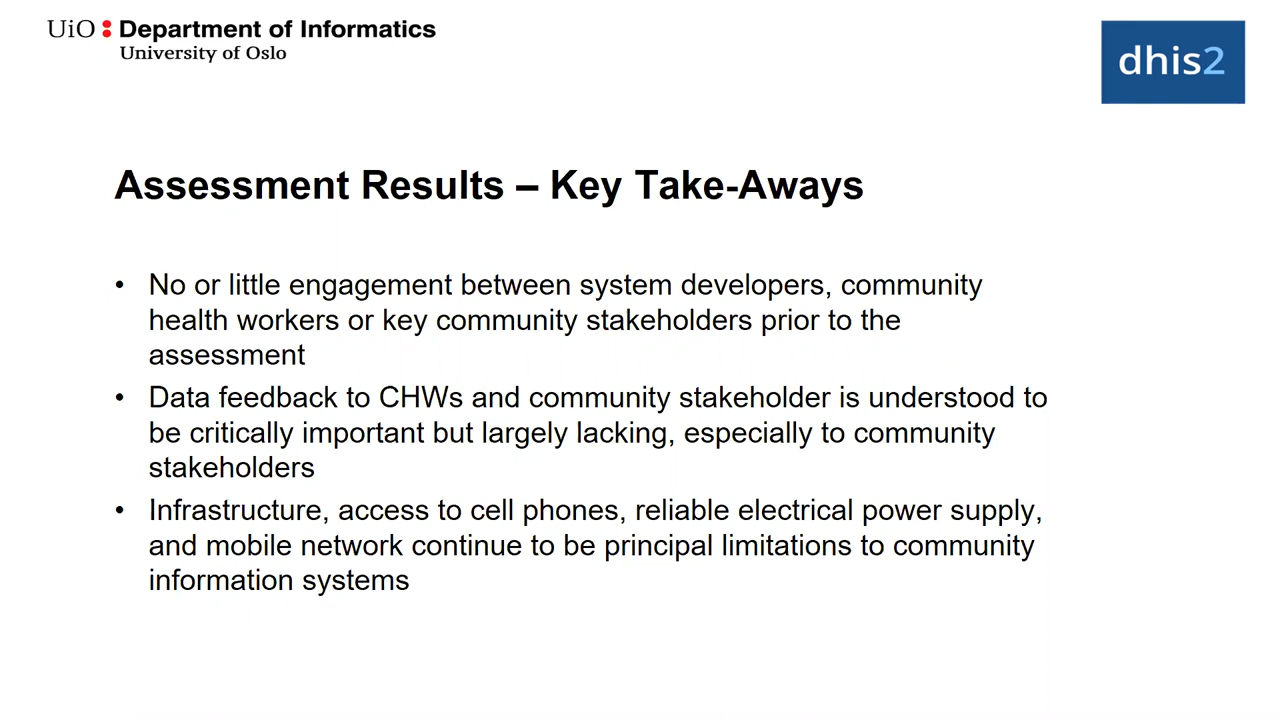 UiO : Department of Informatics
University of Oslo
dhis2
Assessment Results – Key Take-Aways
• No or little engagement between system developers, community
health workers or key community stakeholders prior to the
assessment
• Data feedback to CHWs and community stakeholder is understood to
be critically important but largely lacking, especially to community
stakeholders
• Infrastructure, access to cell phones, reliable electrical power supply,
and mobile network continue to be principal limitations to community
information systems